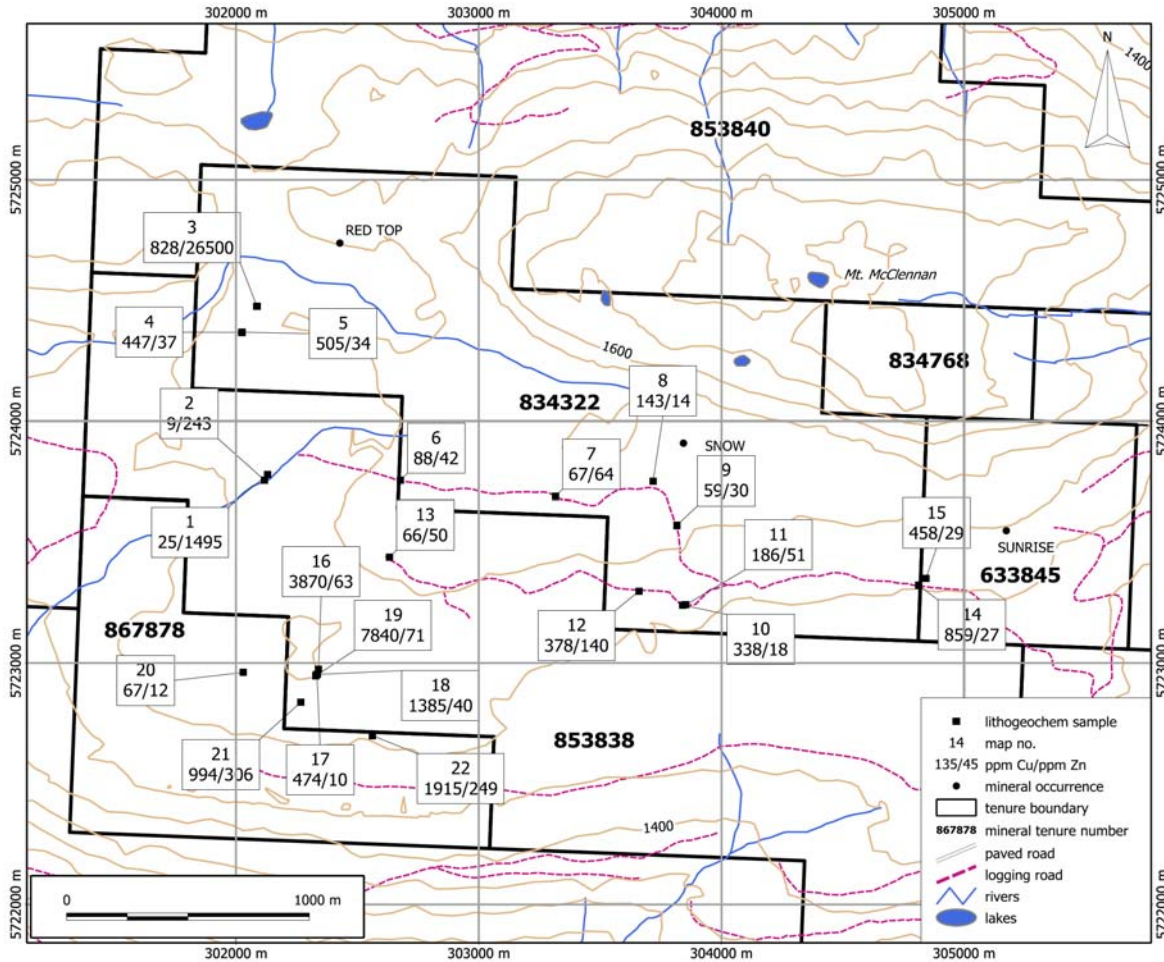 302000 m
303000 m
304000 m
305000 m
N
1400
853840
5725000 m
5725000 m
3
828/26500
RED TOP
Mt. McClennan
4
447/37
5
505/34
1600
834768
8
143/14
834322
2
9/243
5724000 m
5724000 m
6
88/42
7
67/64
SNOW
9
59/30
1
25/1495
13
66/50
16
3870/63
11
186/51
15
458/29
SUNRISE
633845
19
7840/71
867878
12
378/140
10
338/18
14
859/27
20
67/12
5723000 m
5723000 m
18
1385/40
853838
21
994/306
17
474/10
22
1915/249
1400
lithogeochem sample
14
map no.
135/45
ppm Cu/ppm Zn
mineral occurrence
tenure boundary
867878
mineral tenure number
paved road
logging road
rivers
lakes
0
1000 m
5722000 m
5722000 m
302000 m
303000 m
304000 m
305000 m